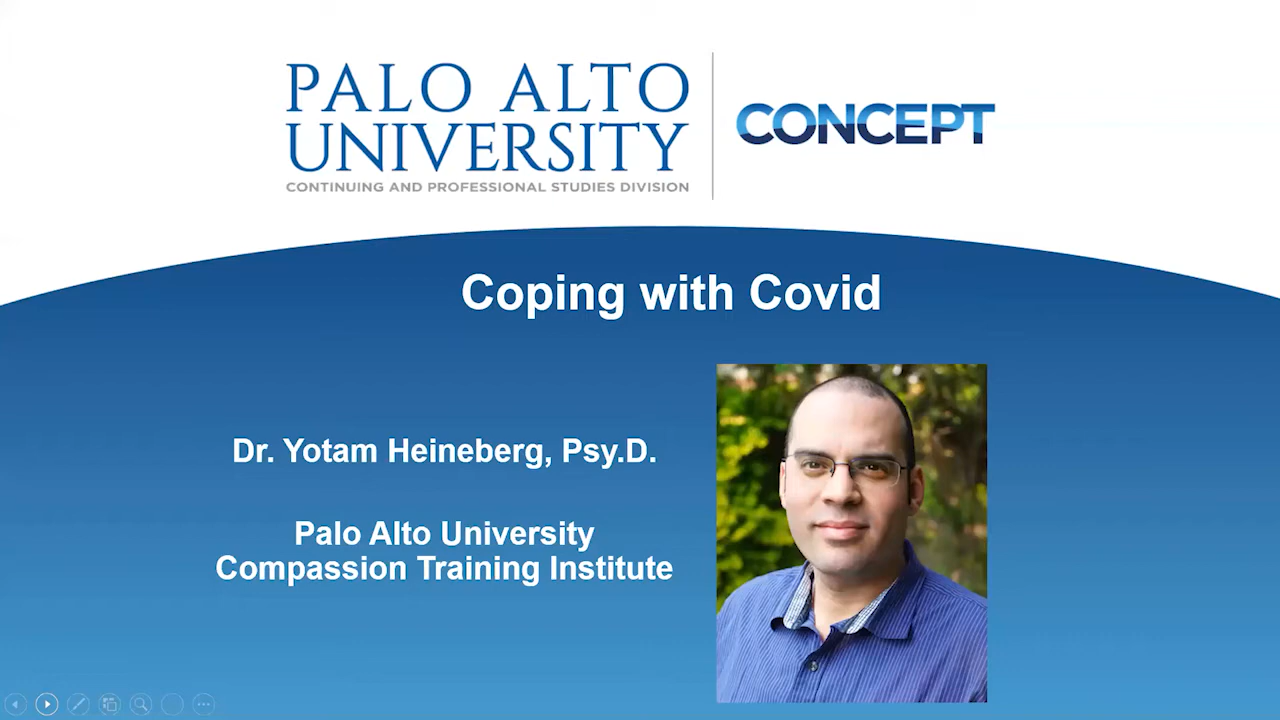 PALO ALTO
UNIVERSITY
CONTINUING AND PROFESSIONAL STUDIES DIVISION
CONCEPT
Coping with Covid
Dr. Yotam Heineberg, Psy.D.
Palo Alto University
Compassion Training Institute